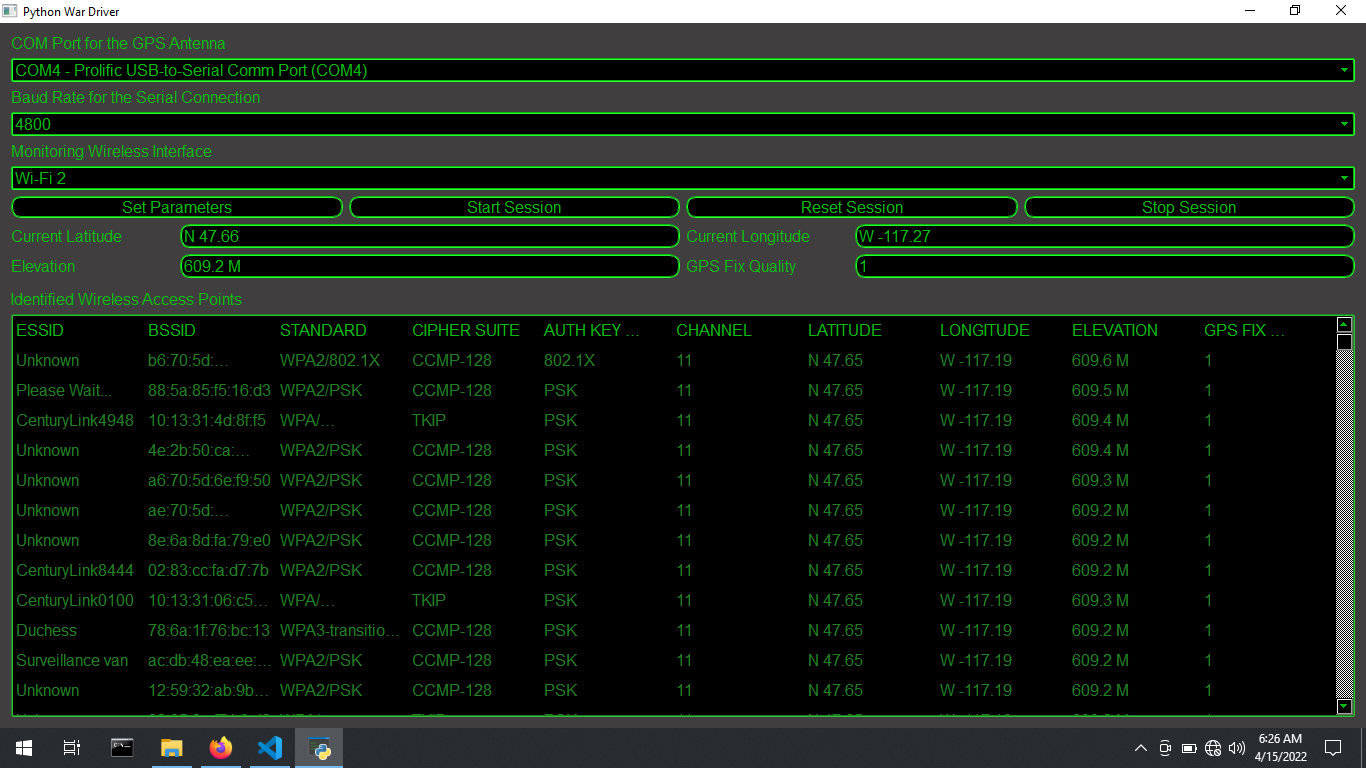 Python War Driver
COM Port for the GPS Antenna
COM4 - Prolific USB-to-Serial Comm Port (COM4)
Baud Rate for the Serial Connection
4800
Monitoring Wireless Interface
Wi-Fi 2
Set Parameters Start Session Reset Session Stop Session
Current Latitude N 47.66 Current Longitude W -117.27
Elevation 609.2 M GPS Fix Quality 1
Identified Wireless Access Points
ESSID BSSID STANDARD CIPHER SUITE AUTH KEY ... CHANNEL LATITUDE LONGITUDE ELEVATION GPS FIX ...
Unknown b6:70:5d:... WPA2/802.1X CCMP-128 802.1X 11 N 47.65 W -117.19 609.6 M 1
Please Wait... 88:5a:85:f5:16:d3 WPA2/PSK CCMP-128 PSK 11 N 47.65 W -117.19 609.5 M 1
CenturyLink4948 10:13:31:4d:8f:f5 WPA/... TKIP PSK 11 N 47.65 W -117.19 609.4 M 1
Unknown 4e:2b:50:ca:... WPA2/PSK CCMP-128 PSK 11 N 47.65 W -117.19 609.4 M 1
Unknown a6:70:5d:6e:f9:50 WPA2/PSK CCMP-128 PSK 11 N 47.65 W -117.19 609.3 M 1
Unknown ae:70:5d:... WPA2/PSK CCMP-128 PSK 11 N 47.65 W -117.19 609.2 M 1
Unknown 8e:6a:8d:fa:79:e0 WPA2/PSK CCMP-128 PSK 11 N 47.65 W -117.19 609.2 M 1
CenturyLink8444 02:83:cc:fa:d7:7b WPA2/PSK CCMP-128 PSK 11 N 47.65 W -117.19 609.2 M 1
CenturyLink0100 10:13:31:06:c5... WPA/... TKIP PSK 11 N 47.65 W -117.19 609.3 M 1
Duchess 78:6a:1f:76:bc:13 WPA3-transitio... CCMP-128 PSK 11 N 47.65 W -117.19 609.2 M 1
Surveillance van ac:db:48:ea:ee:... WPA2/PSK CCMP-128 PSK 11 N 47.65 W -117.19 609.2 M 1
Unknown 12:59:32:ab:9b... WPA2/PSK CCMP-128 PSK 11 N 47.65 W -117.19 609.2 M 1
6:26 AM
4/15/2022